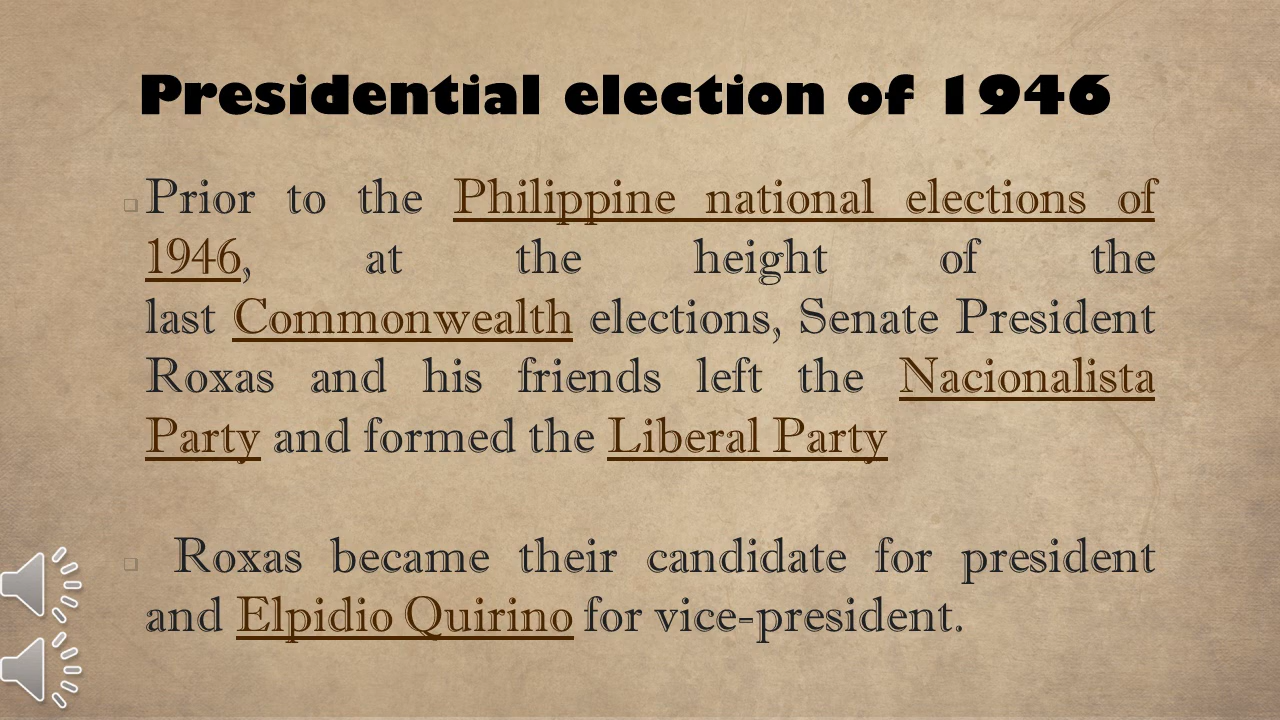 Presidential election of 1946
Prior to the Philippine national elections of
1946, at the height of the
last Commonwealth elections, Senate President
Roxas and his friends left the Nacionalista
Party and formed the Liberal Party
Roxas became their candidate for president
and Elpidio Quirino for vice-president.